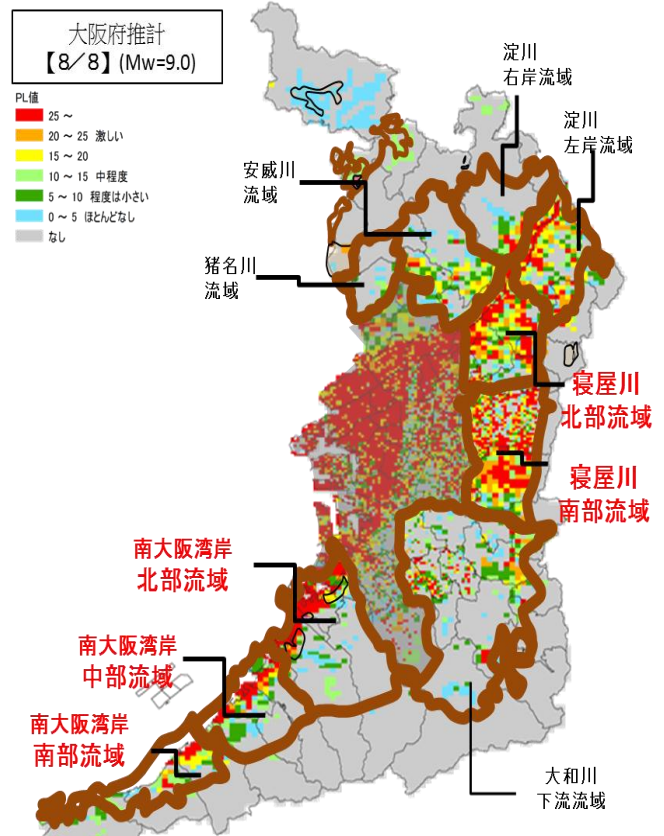 大阪府推計
【8/8】(Mw=9.0)
PL値
25 ~
20 ~ 25 激しい
15 ~ 20
10 ~ 15 中程度
5 ~ 10 程度は小さい
0 ~ 5 ほとんどなし
なし
淀川
右岸流域
淀川
左岸流域
安威川
流域
猪名川
流域
寝屋川
北部流域
寝屋川
南部流域
南大阪湾岸
北部流域
南大阪湾岸
中部流域
南大阪湾岸
南部流域
大和川
下流流域